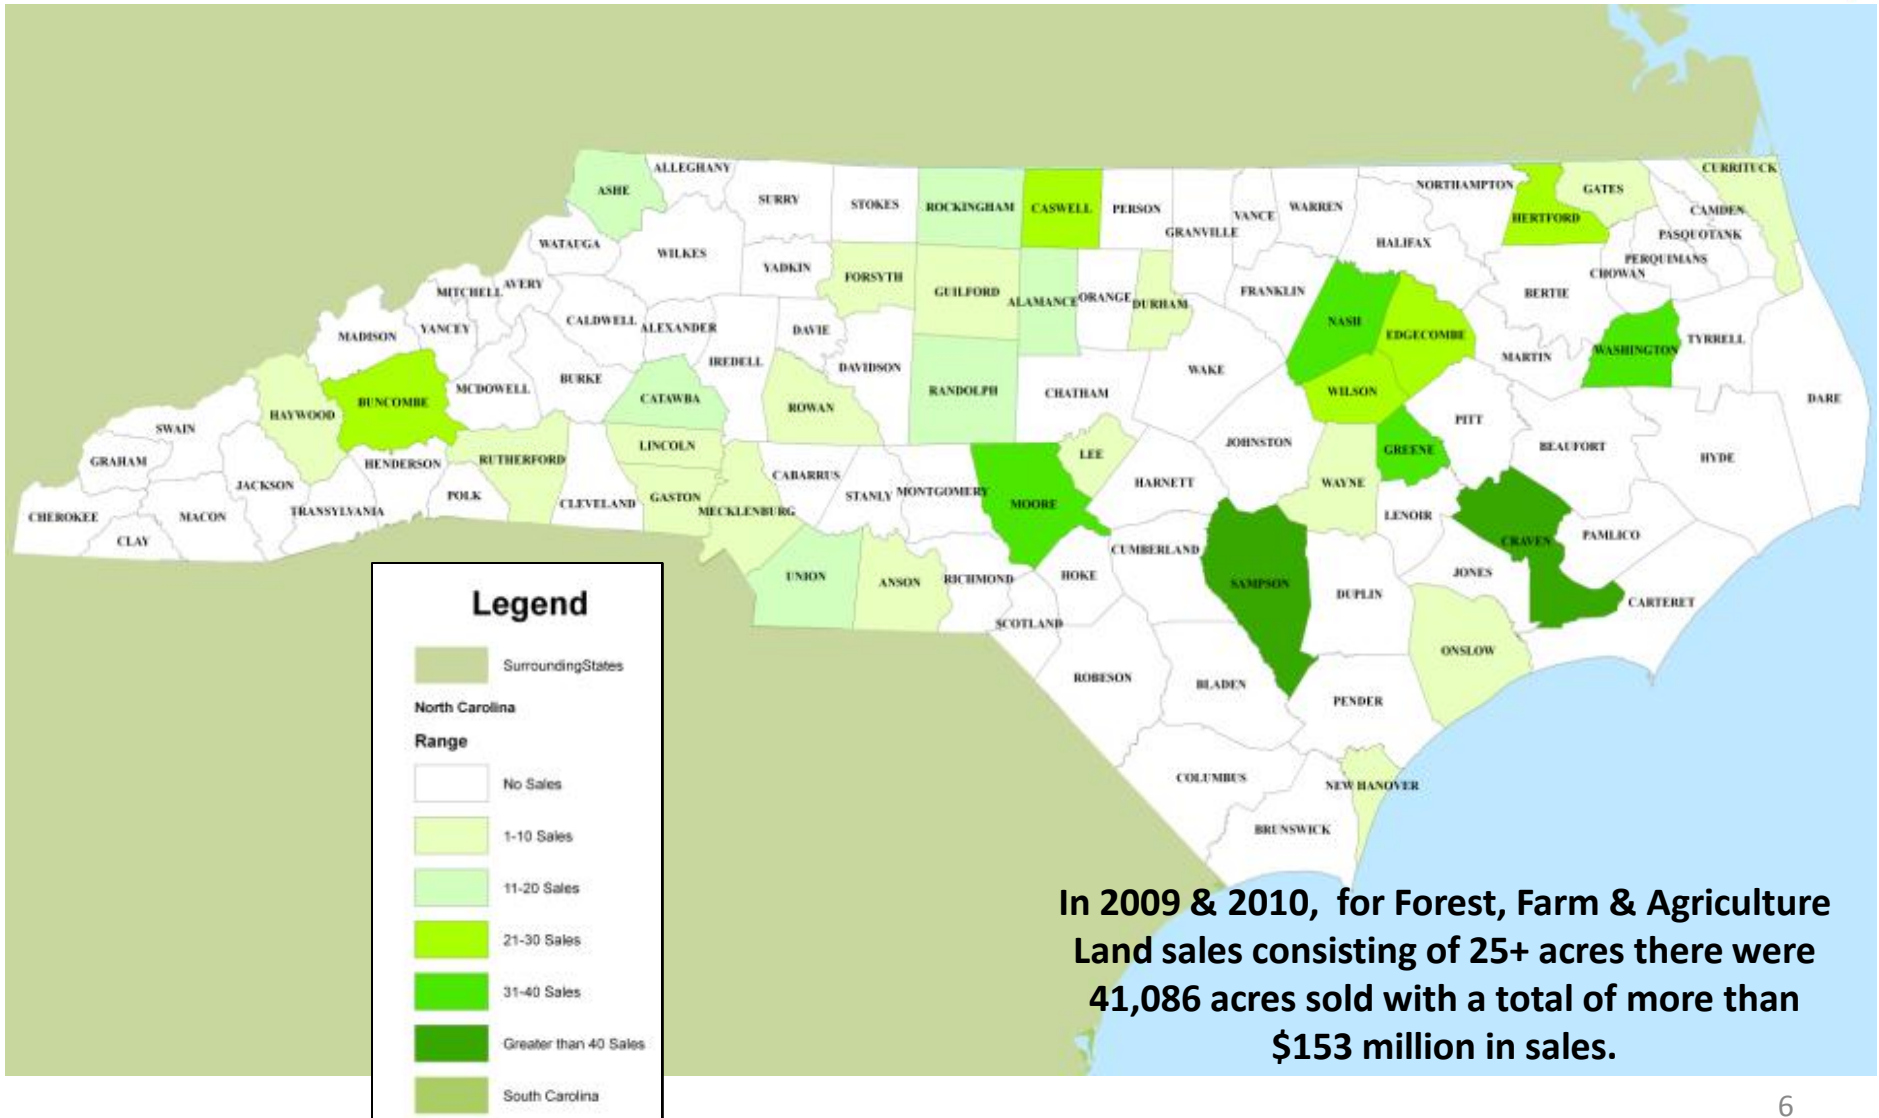 ALLEGHANY
CURRITUCK
ASHE
SURRY
STOKES
ROCKINGHAM
CASWELL
PERSON
GRANVILLE
VANCE
WARREN
NORTHAMPTON
HERTFORD
GATES
CAMDEN
PASQUOTANK
PERQUIMANS
CHOWAN
WATAUGA
WILKES
YADKIN
FORSYTH
GUILFORD
ALAMANCE
ORANGE
DURHAM
FRANKLIN
HALIFAX
BERTIE
MITCHELL
AVERY
MADISON
YANCEY
CALDWELL
ALEXANDER
DAVIE
IREDELL
DAVIDSON
NASH
EDGECOMBE
MARTIN
WASHINGTON
TYRRELL
DARE
HAYWOOD
BUNCOMBE
MCDOWELL
BURKE
CATAWBA
ROWAN
RANDOLPH
CHATHAM
WAKE
WILSON
PITT
BEAUFORT
HYDE
SWAIN
GRAHAM
JACKSON
HENDERSON
RUTHERFORD
LINCOLN
CABARRUS
STANLY
MONTGOMERY
MOORE
LEE
HARNETT
JOHNSTON
WAYNE
GREENE
LENOIR
CRAVEN
PAMLICO
CHEROKEE
CLAY
MACON
TRANSYLVANIA
POLK
CLEVELAND
GASTON
MECKLENBURG
UNION
ANSON
RICHMOND
HOKE
SCOTLAND
CUMBERLAND
SAMPSON
DUPLIN
JONES
CARTERET
ONSLOW
ROBESON
BLADEN
PENDER
COLUMBUS
NEW HANOVER
BRUNSWICK
Legend
SurroundingStates
North Carolina
Range
No Sales
1-10 Sales
11-20 Sales
21-30 Sales
31-40 Sales
Greater than 40 Sales
South Carolina
In 2009 & 2010, for Forest, Farm & Agriculture
Land sales consisting of 25+ acres there were
41,086 acres sold with a total of more than
$153 million in sales.
6